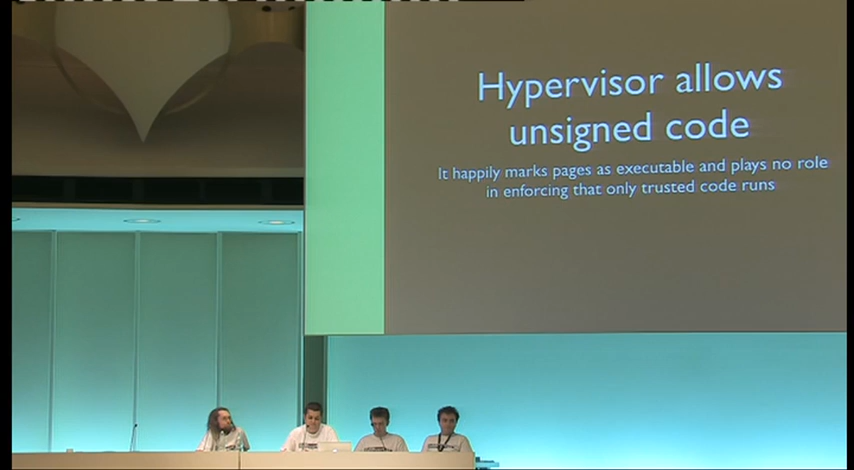 Hypervisor allows
unsigned code
It happily marks pages as executable and plays no role
in enforcing that only trusted code runs